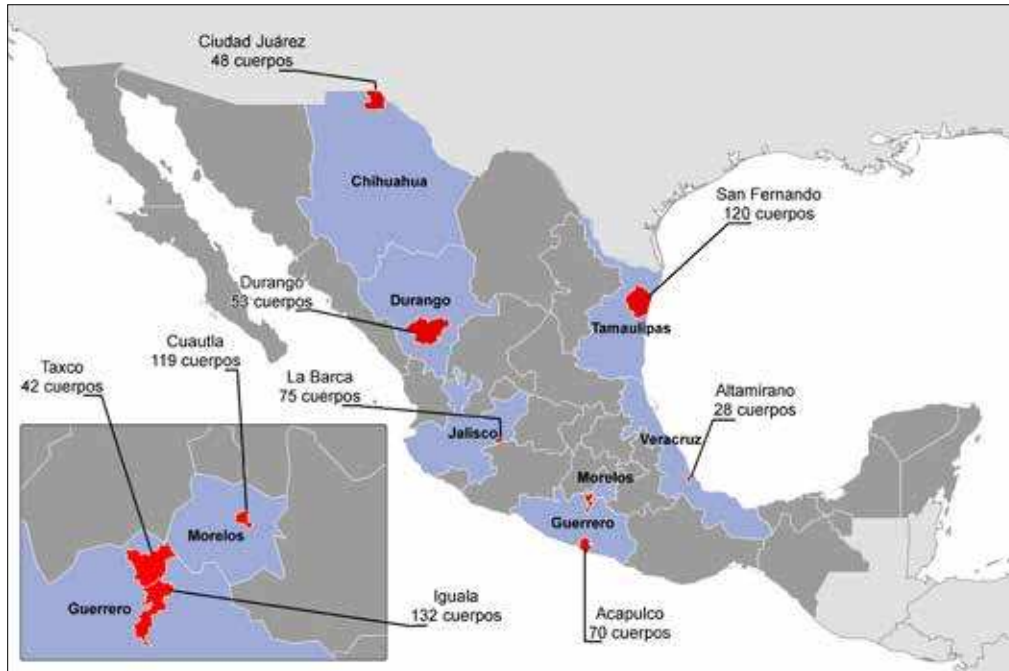 Ciudad Juárez
48 cuerpos
Chihuahua
San Fernando
120 cuerpos
Durango
53 cuerpos
Durango
Tamaulipas
Cuautla
119 cuerpos
Taxco
42 cuerpos
La Barca
75 cuerpos
Altamirano
28 cuerpos
Jalisco
Veracruz
Morelos
Guerrero
Morelos
Guerrero
Iguala
132 cuerpos
Acapulco
70 cuerpos